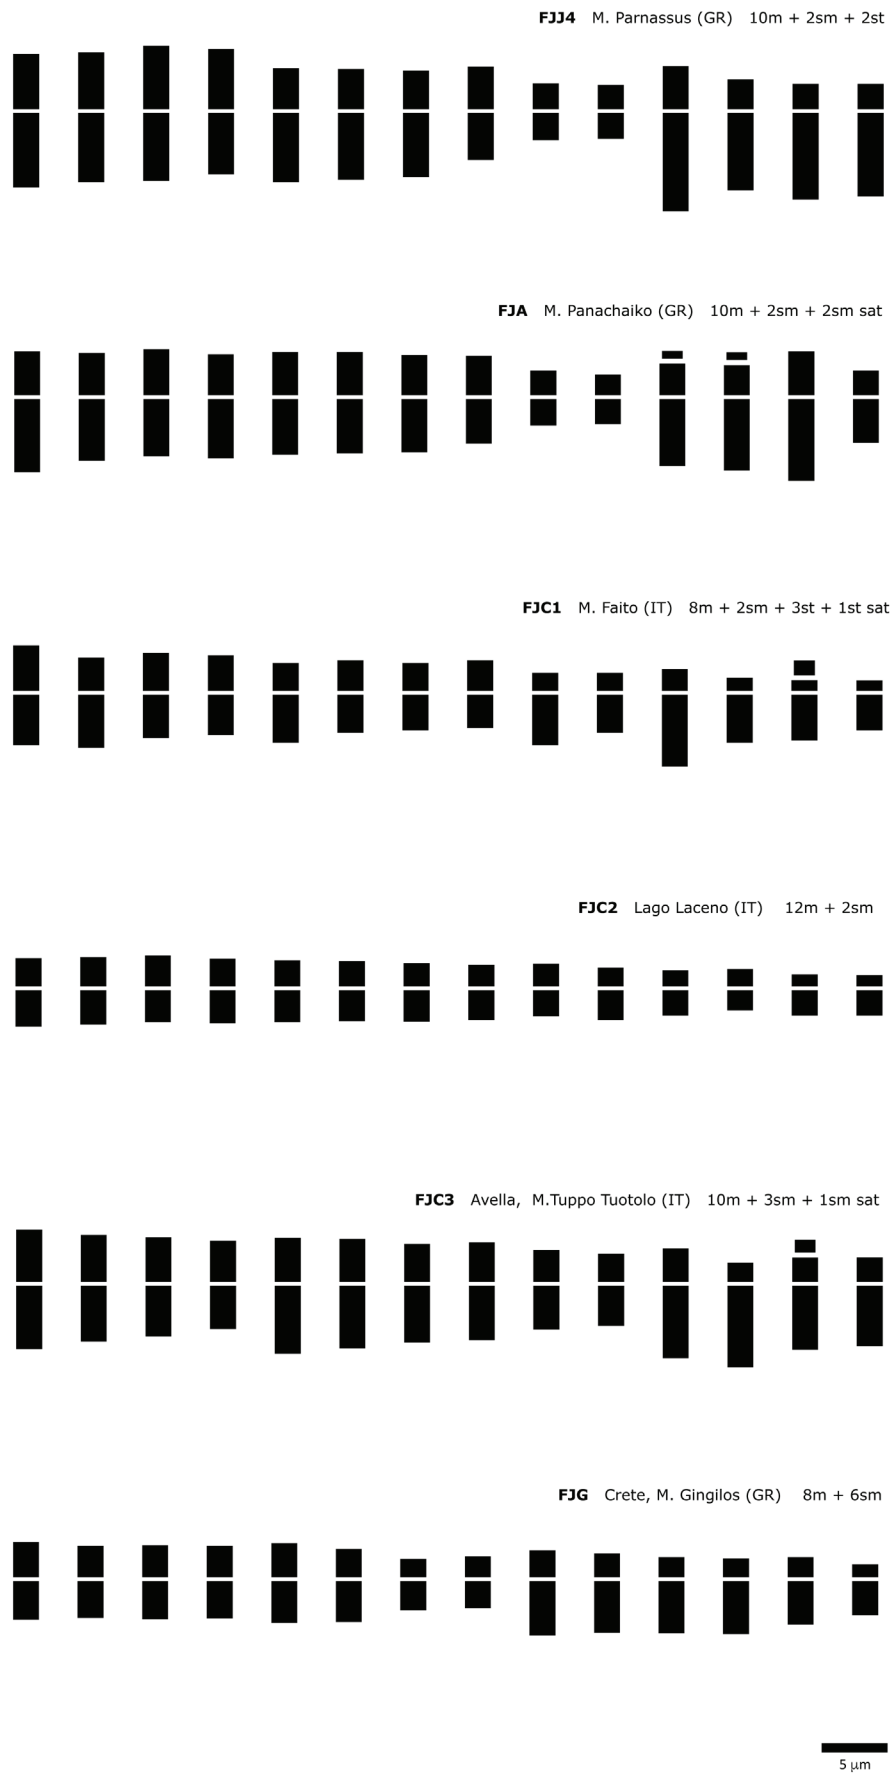 FJJ4 M. Parnassus (GR) 10m + 2sm + 2st
FJA M. Panachaiko (GR) 10m + 2sm + 2sm sat
FJC1 M. Faito (IT) 8m + 2sm + 3st + 1st sat
FJC2 Lago Laceno (IT) 12m + 2sm
FJC3 Avella, M.Tuppo Tuotolo (IT) 10m + 3sm + 1sm sat
FJG Crete, M. Gingilos (GR) 8m + 6sm
5 µm